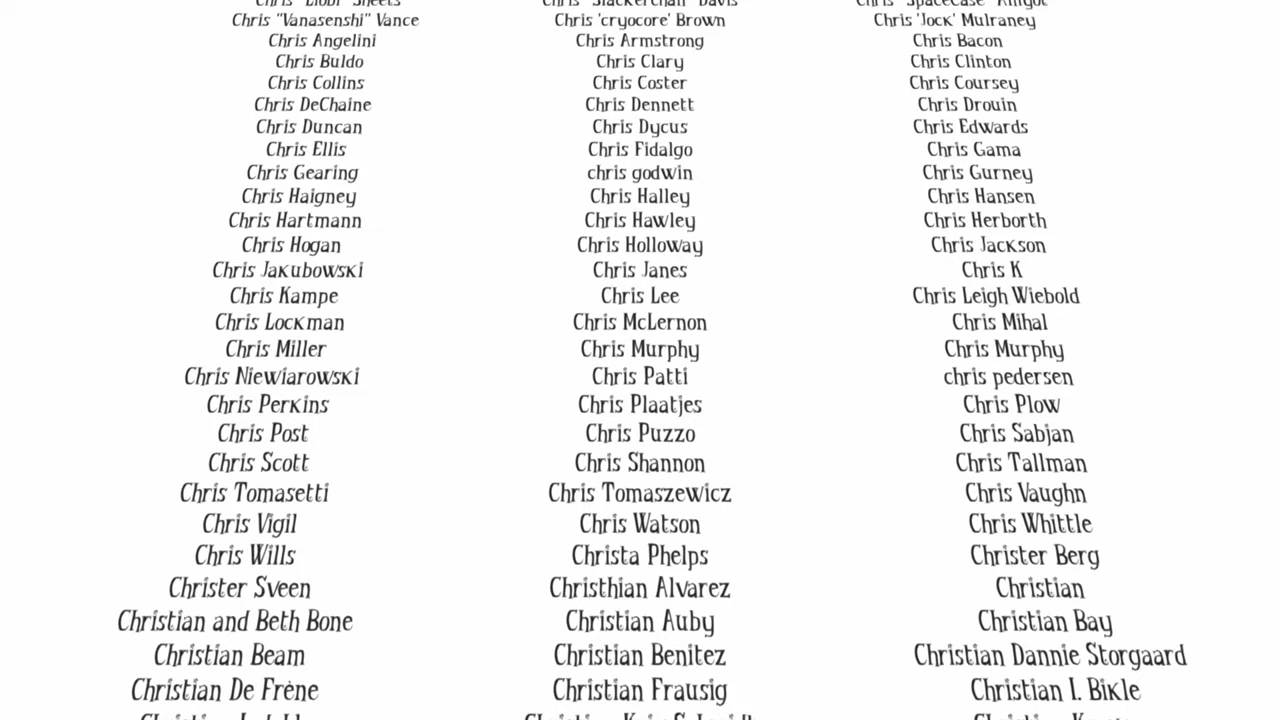 Chris "Vanasenshi" Vance Chris 'cryocore' Brown Chris 'Jock' Mulraney
Chris Angelini Chris Armstrong Chris Bacon
Chris Buldo Chris Clary Chris Clinton
Chris Collins Chris Coster Chris Coursey
Chris DeChaine Chris Dennett Chris Drouin
Chris Duncan Chris Dycus Chris Edwards
Chris Ellis Chris Fidalgo Chris Gama
Chris Gearing chris godwin Chris Gurney
Chris Haigney Chris Halley Chris Hansen
Chris Hartmann Chris Hawley Chris Herborth
Chris Hogan Chris Holloway Chris Jackson
Chris Jakubowski Chris Janes Chris K
Chris Kampe Chris Lee Chris Leigh Wiebold
Chris Lockman Chris McLernon Chris Mihal
Chris Miller Chris Murphy Chris Murphy
Chris Niewiarowski Chris Patti chris pedersen
Chris Perkins Chris Plaatjes Chris Plow
Chris Post Chris Puzzo Chris Sabjan
Chris Scott Chris Shannon Chris Tallman
Chris Tomasetti Chris Tomaszewicz Chris Vaughn
Chris Vigil Chris Watson Chris Whittle
Chris Wills Christa Phelps Christer Berg
Christer Sveen Christhian Alvarez Christian
Christian and Beth Bone Christian Auby Christian Bay
Christian Beam Christian Benitez Christian Dannie Storgaard
Christian De Frène Christian Frausig Christian I. Bikle